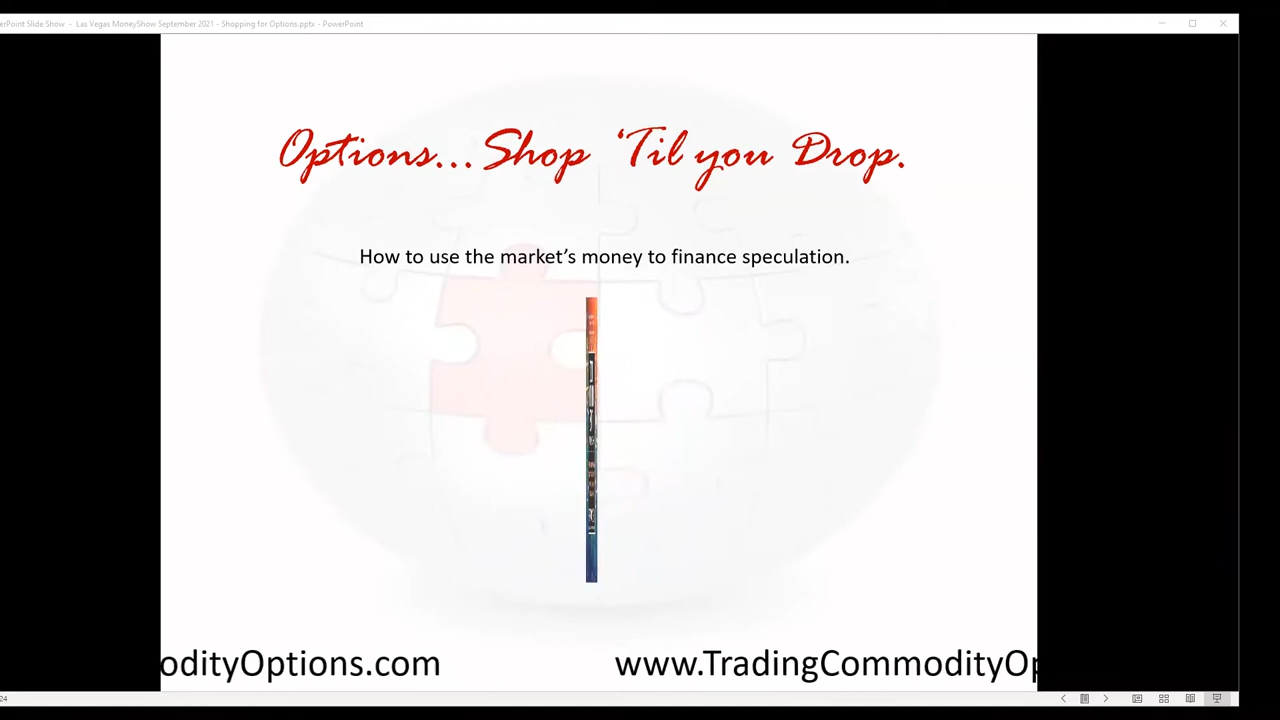 PowerPoint Slide Show - Las Vegas MoneyShow September 2021 - Shopping for Options.pptx - PowerPoint
Options...Shop ‘Til you Drop.
How to use the market’s money to finance speculation.
odityOptions.com www.TradingCommodityOp
24